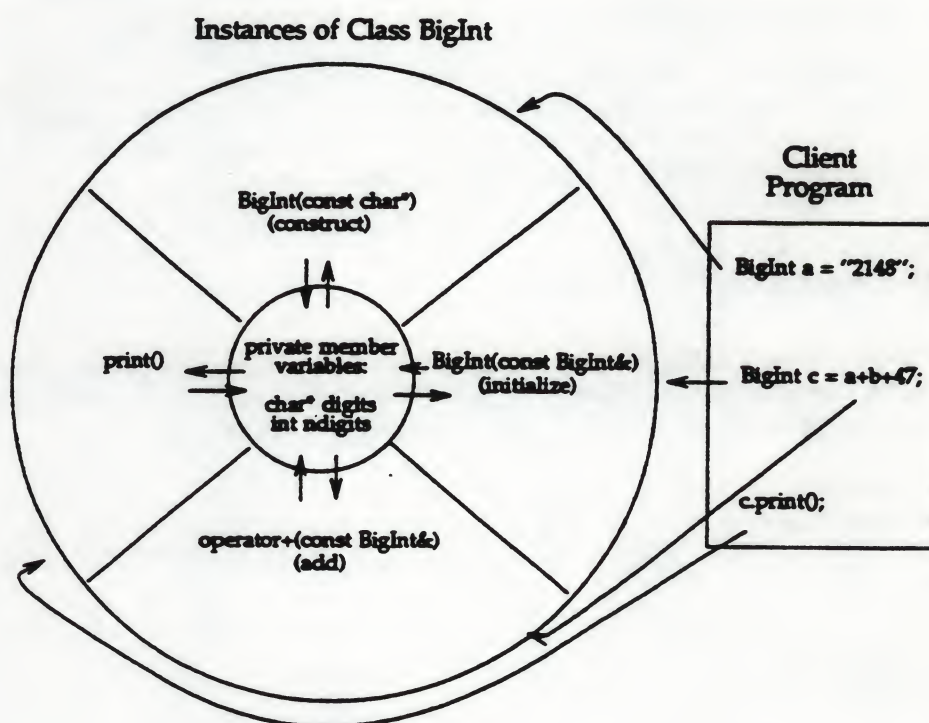 Instances of Class BigInt
Client
Program
BigInt(const char*)
(construct)
BigInt a = "2148";
print()
private member
variables:
char* digits
int ndigits
BigInt(const BigInt&)
(initialize)
BigInt c = a+b+47;
c.print();
operator+(const BigInt&)
(add)